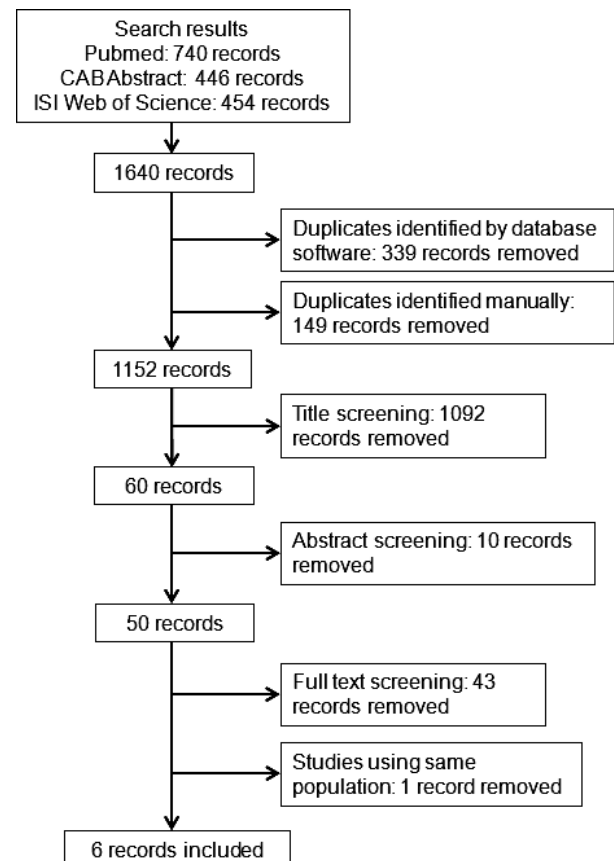 Search results
Pubmed: 740 records
CAB Abstract: 446 records
ISI Web of Science: 454 records
1640 records
Duplicates identified by database
software: 339 records removed
Duplicates identified manually:
149 records removed
1152 records
Title screening: 1092
records removed
60 records
Abstract screening: 10 records
removed
50 records
Full text screening: 43
records removed
Studies using same
population: 1 record removed
6 records included